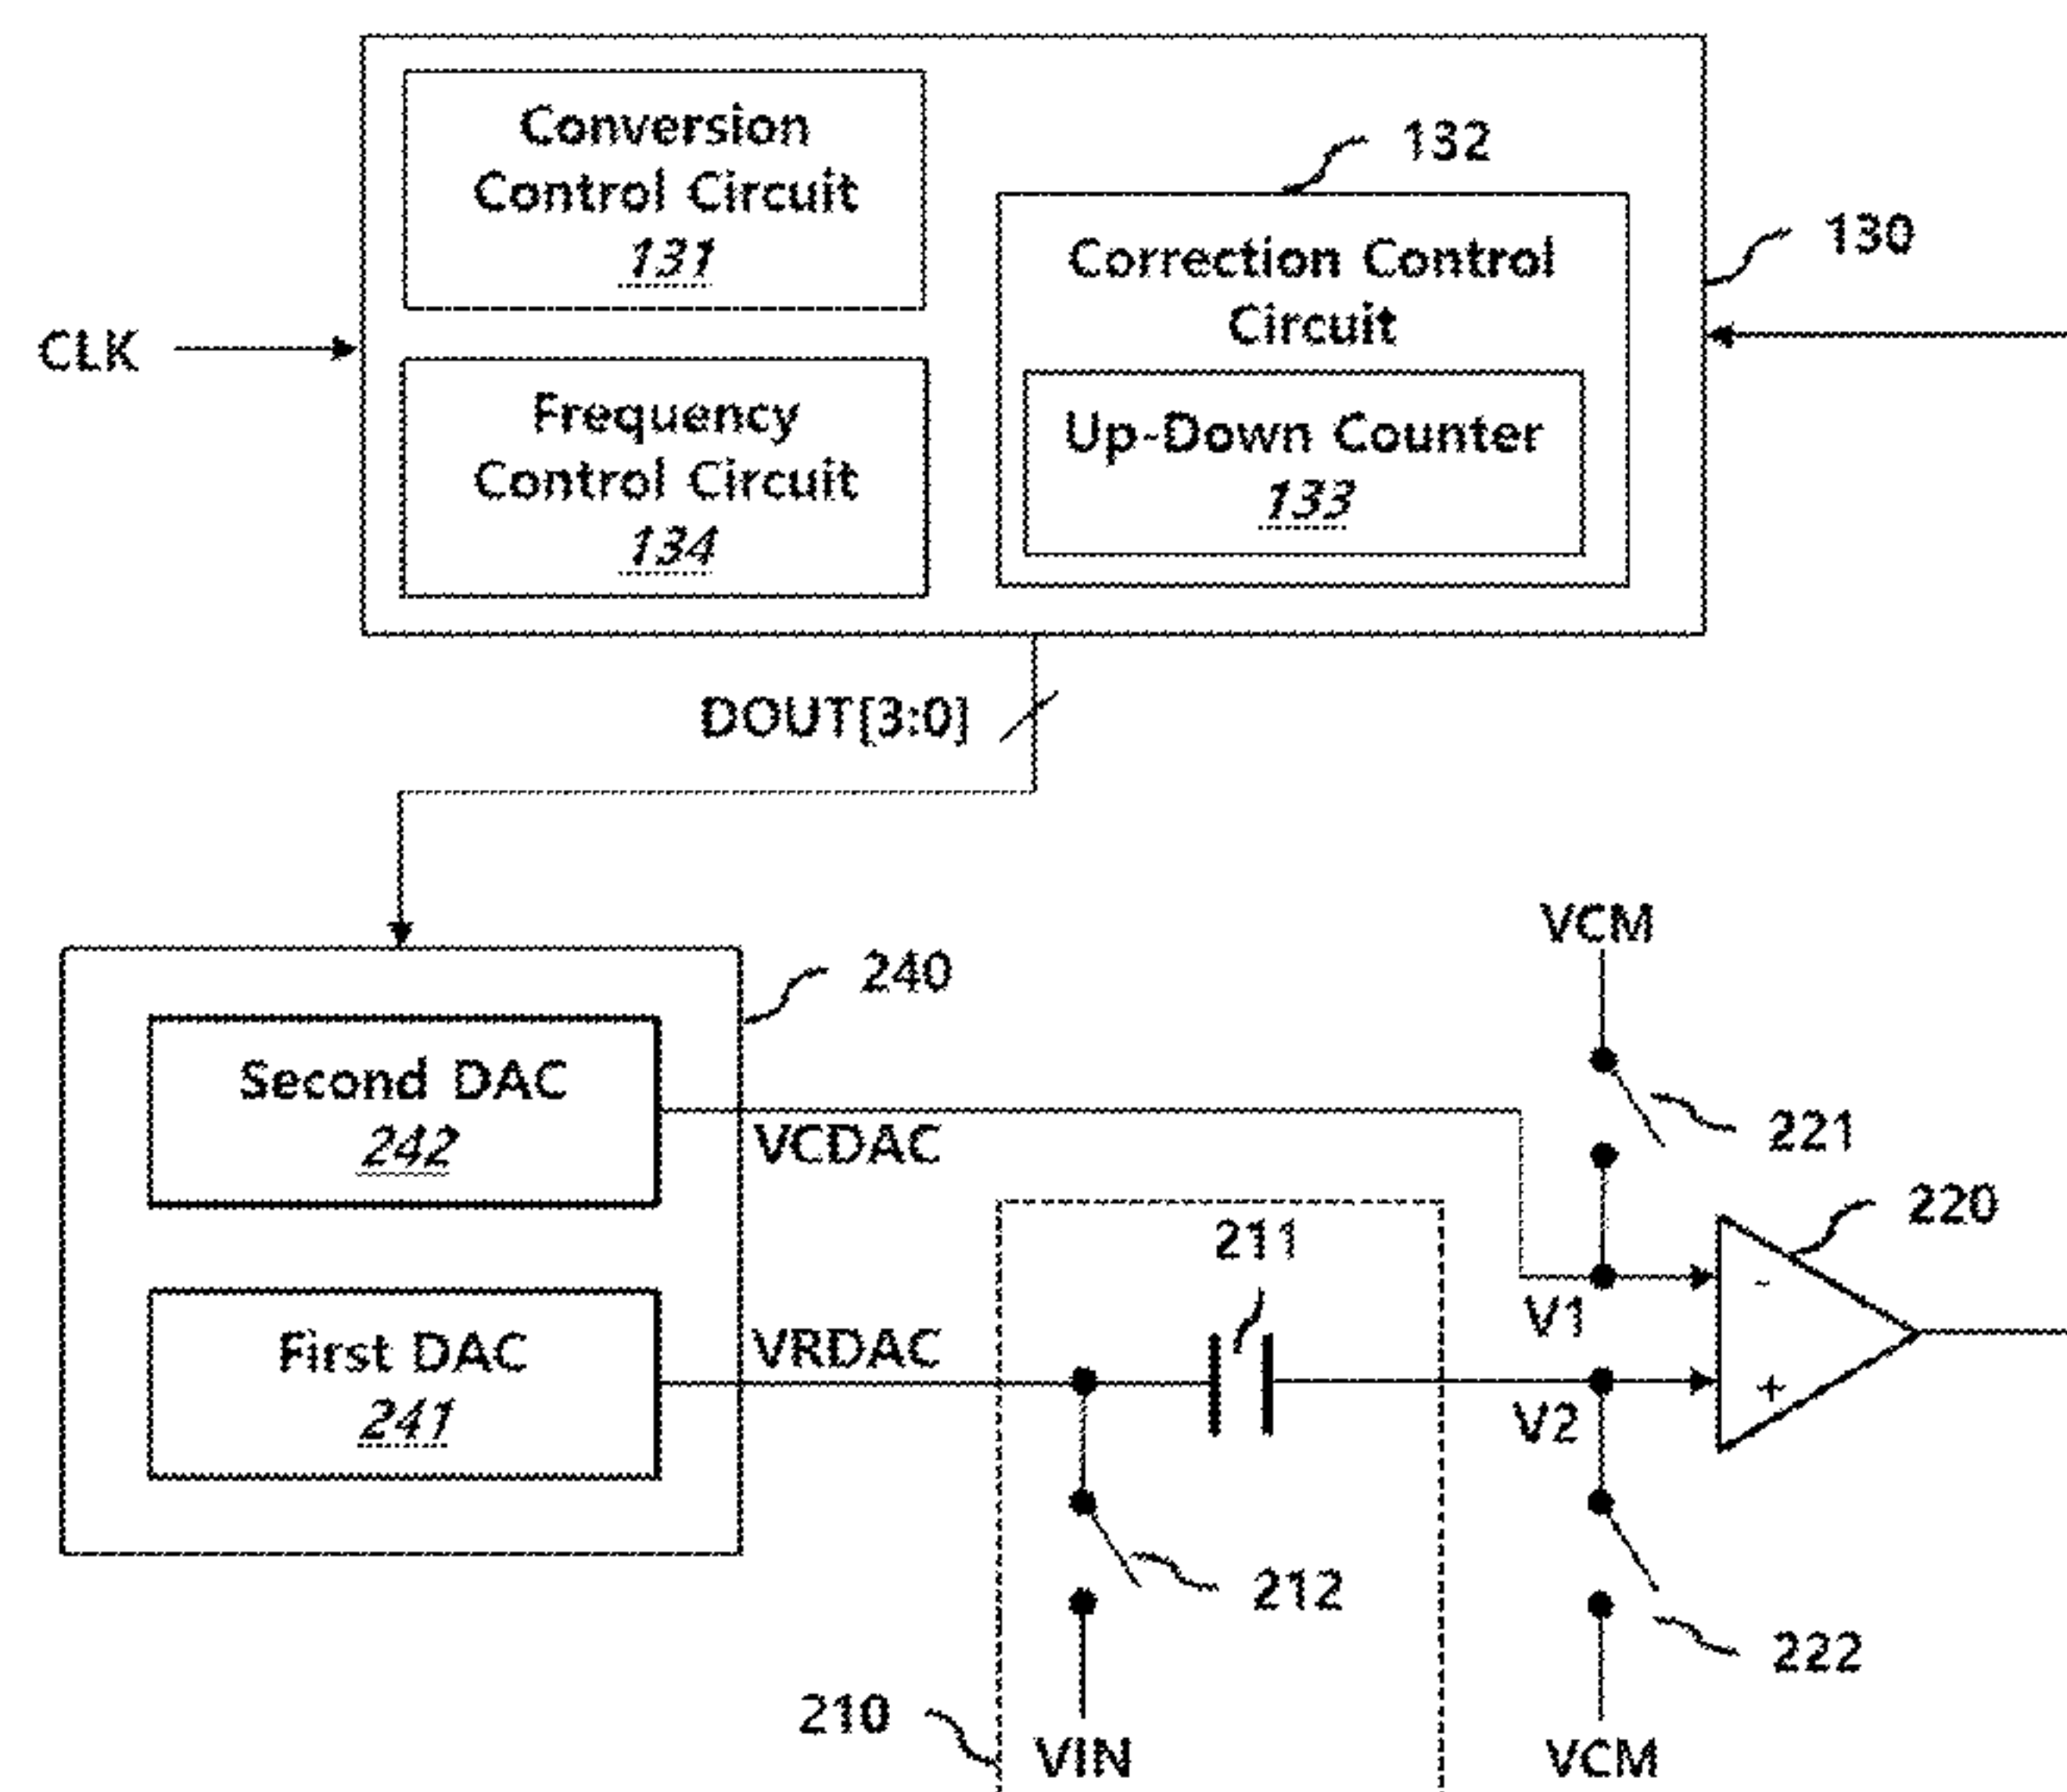 Conversion
Control Circuit
131
132
Correction Control
Circuit
130
CLK
Frequency
Control Circuit
134
Up-Down Counter
133
DOUT[3:0]
VCM
240
Second DAC
242
VCDAC
221
220
211
-
V1
First DAC
241
VRDAC
+
V2
212
222
210
VIN
VCM